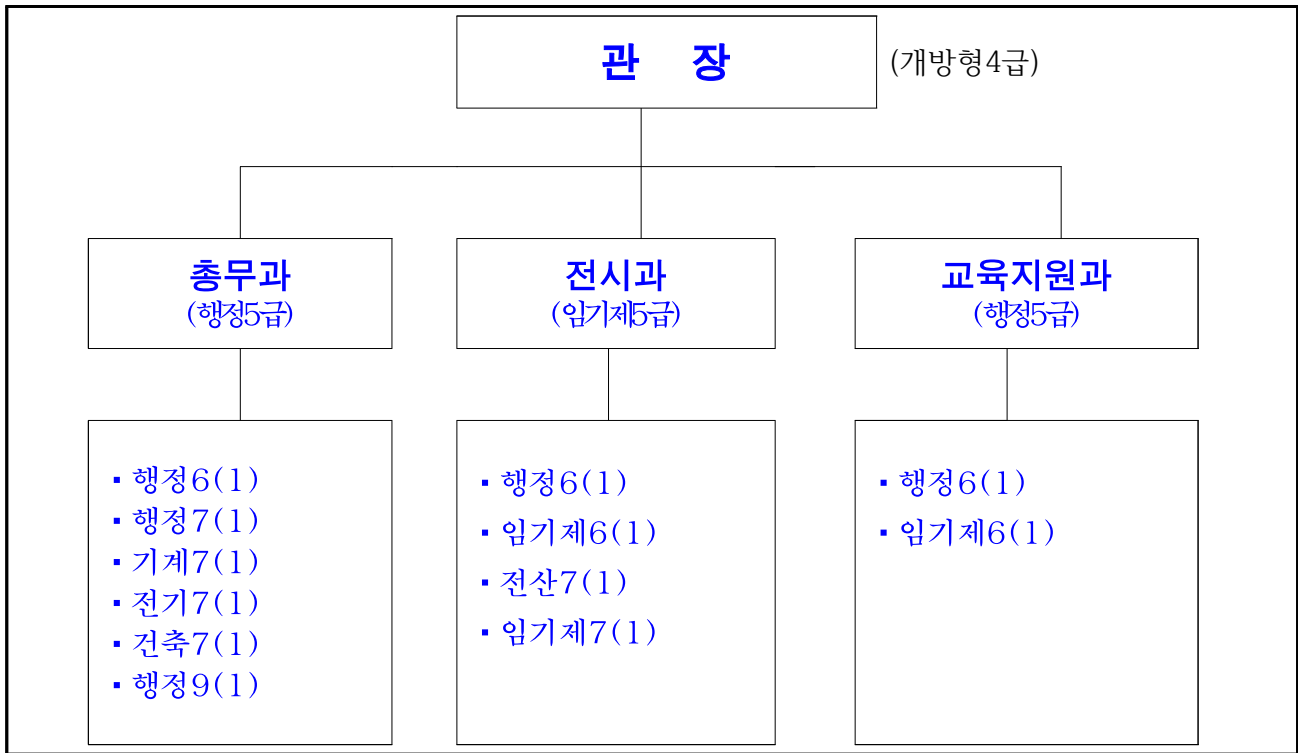 관 장
(개방형4급)
총무과
(행정5급)
전시과
(임기제5급)
교육지원과
(행정5급)
▪ 행정6(1)
▪ 행정7(1)
▪ 기계7(1)
▪ 전기7(1)
▪ 건축7(1)
▪ 행정9(1)
▪ 행정6(1)
▪ 임기제6(1)
▪ 전산7(1)
▪ 임기제7(1)
▪ 행정6(1)
▪ 임기제6(1)